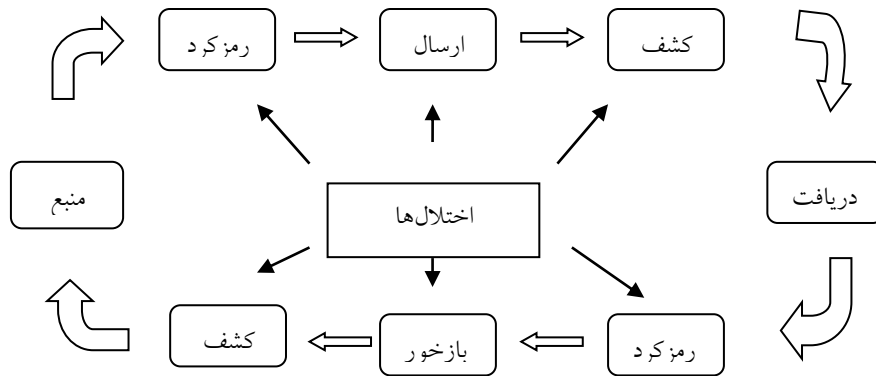 رمزکرد
ارسال
کشف
منبع
اختلال‌ها
دریافت
کشف
بازخور
رمزکرد